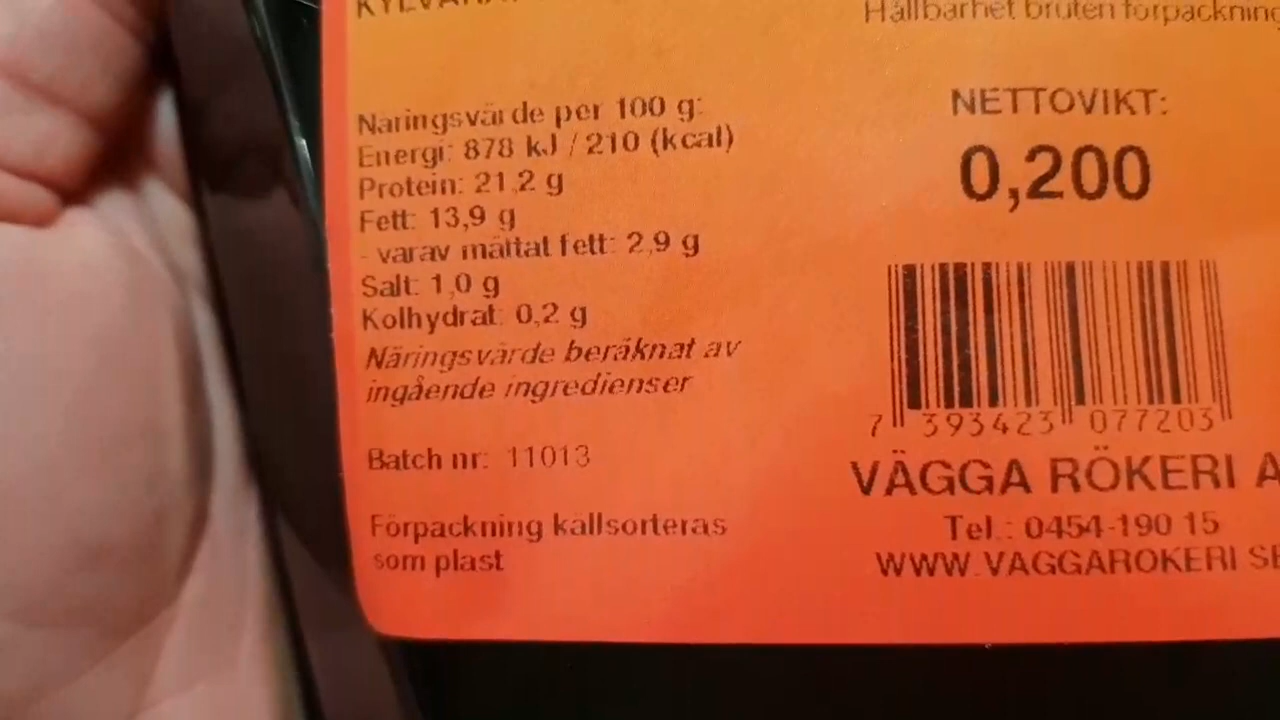 Hållbarhet bruten förpackning
Näringsvärde per 100 g:
Energi: 878 kJ / 210 (kcal)
Protein: 21,2 g
Fett: 13,9 g
- varav mättat fett: 2,9 g
Salt: 1,0 g
Kolhydrat: 0,2 g
Näringsvärde beräknat av
ingående ingredienser
Batch nr: 11013
Förpackning källsorteras
som plast
NETTOVIKT:
0,200
7 393423 077203
VÄGGA RÖKERI A
Tel.: 0454-190 15
WWW.VAGGAROKERI.SE